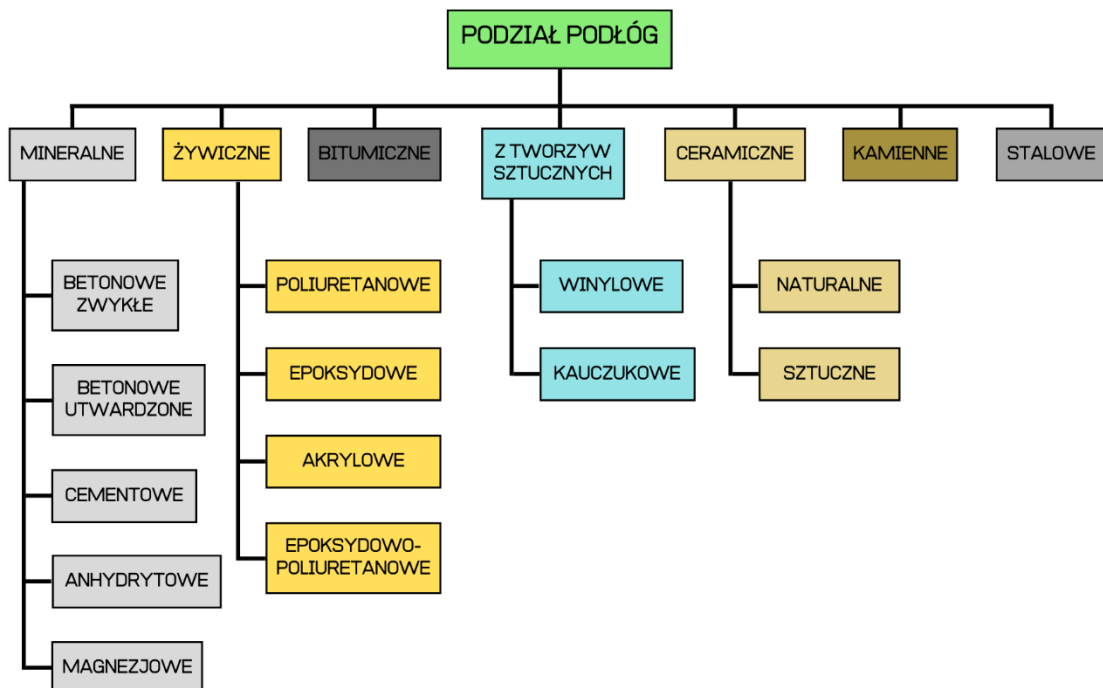 PODZIAŁ PODŁÓG
MINERALNE
ŻYWICZNE
BITUMICZNE
Z TWORZYW
SZTUCZNYCH
CERAMICZNE
KAMIENNE
STALOWE
BETONOWE
ZWYKŁE
BETONOWE
UTWARDZONE
CEMENTOWE
ANHYDRYTOWE
MAGNEZJOWE
POLIURETANOWE
EPOKSYDOWE
AKRYLOWE
EPOKSYDOWO-
POLIURETANOWE
WINYLOWE
KAUCZUKOWE
NATURALNE
SZTUCZNE